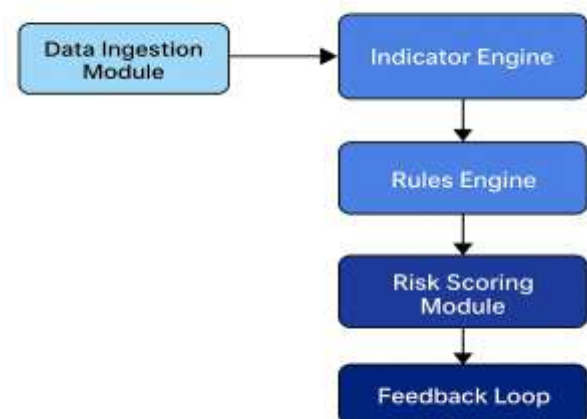 Data Ingestion
Module
Indicator Engine
Rules Engine
Risk Scoring
Module
Feedback Loop